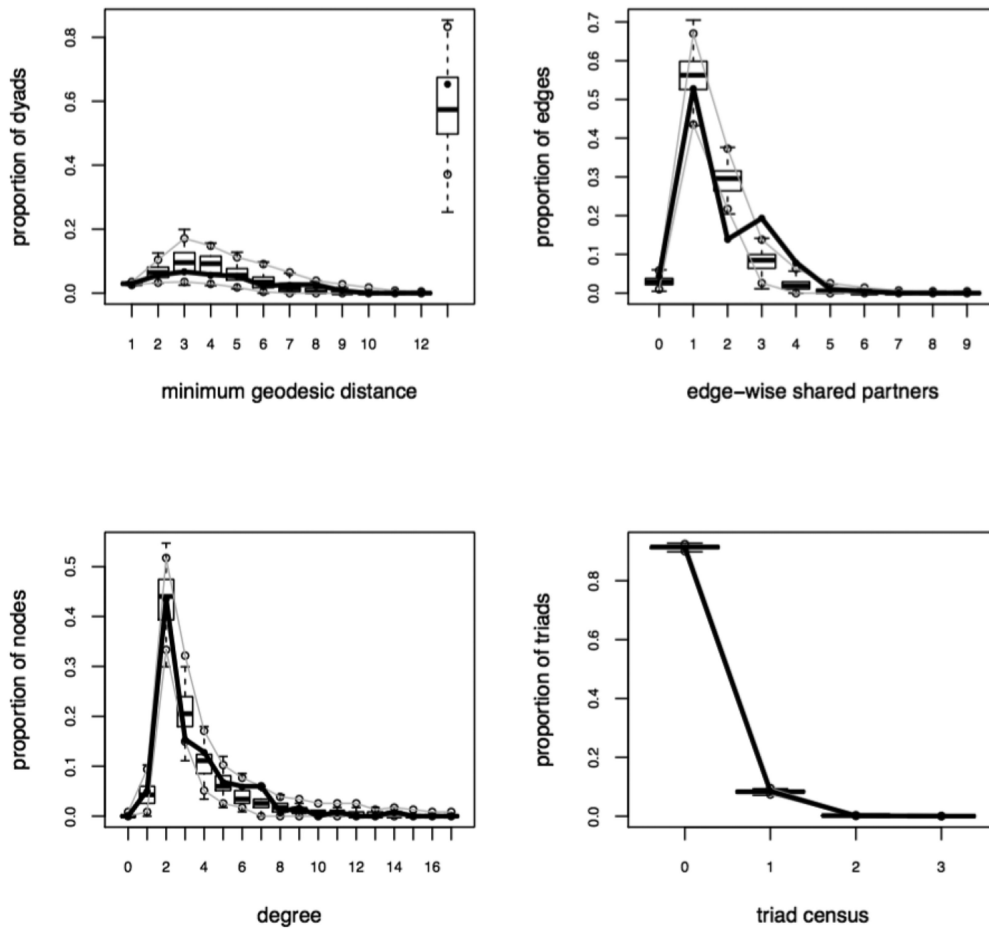 proportion of dyads
0.0 0.2 0.4 0.6 0.8
1 2 3 4 5 6 7 8 9 10 12
minimum geodesic distance
proportion of edges
0.0 0.1 0.2 0.3 0.4 0.5 0.6 0.7
0 1 2 3 4 5 6 7 8 9
edge−wise shared partners
proportion of nodes
0.0 0.1 0.2 0.3 0.4 0.5
0 2 4 6 8 10 12 14 16
degree
proportion of triads
0.0 0.2 0.4 0.6 0.8
0 1 2 3
triad census